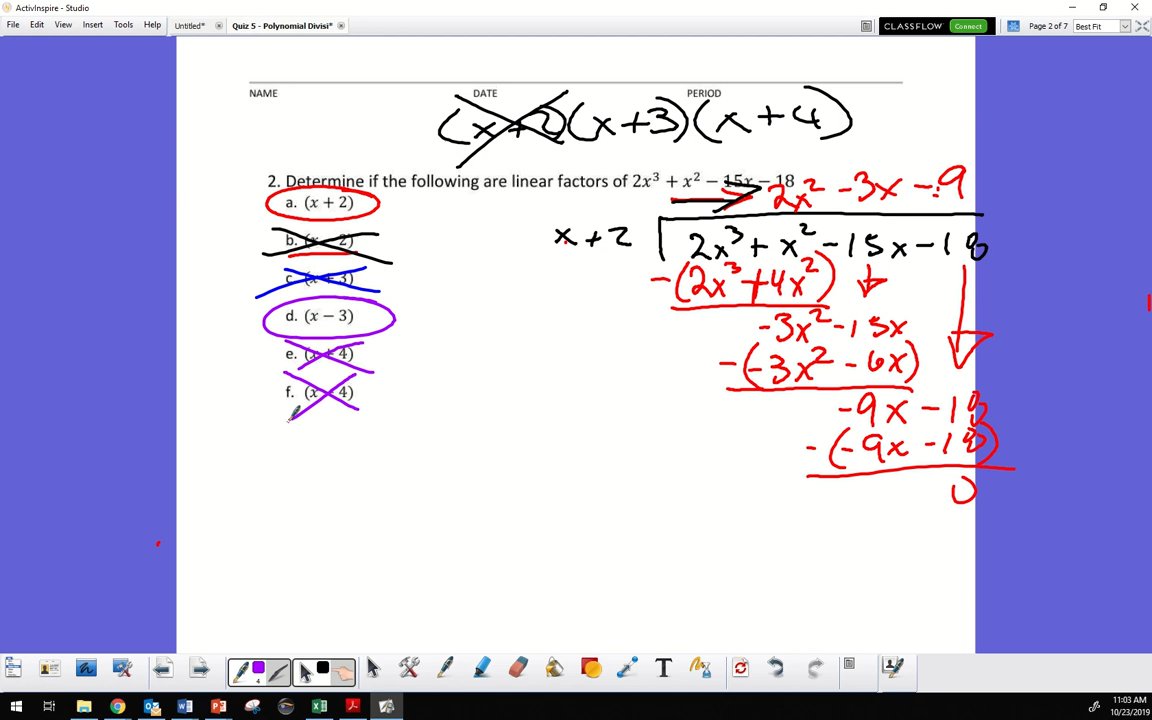 ActivInspire - Studio
File Edit View Insert Tools Help
Untitled*
Quiz 5 - Polynomial Divisi*
CLASSFLOW Connect
Page 2 of 7
Best Fit
NAME DATE PERIOD
(x+2)(x+3)(x+4)
2. Determine if the following are linear factors of 2x³ + x² − 15x − 18
2x² -3x -9
a. (x + 2)
x+2 2x³ + x² -15x -18
b. (x − 2)
c. (x + 3)
-(2x³ +4x²)
d. (x − 3)
-3x² -15x
e. (x + 4)
-(-3x² -6x)
f. (x − 4)
-9x -18
-(-9x -18)
0
4
T
11:03 AM
10/23/2019